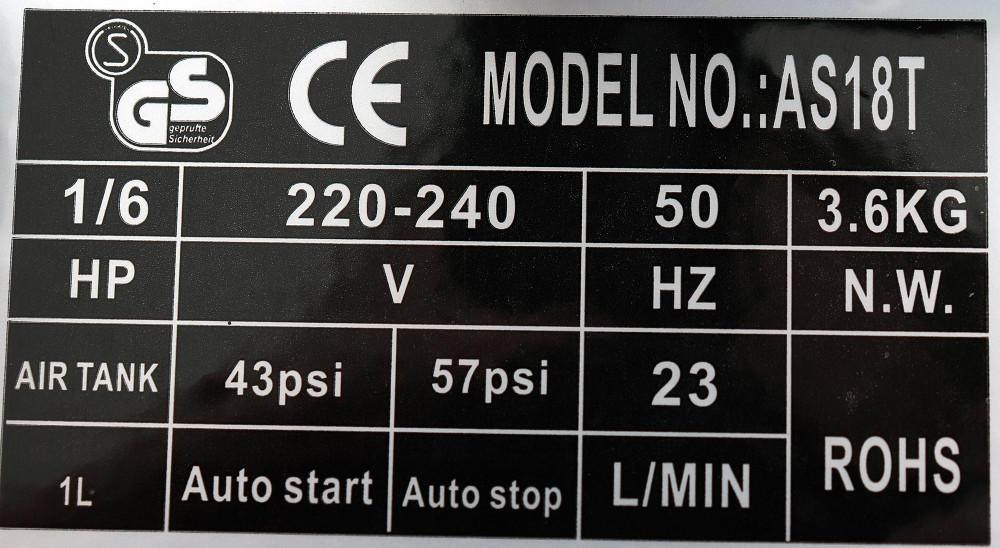 S
GS
geprüfte
Sicherheit
CE
MODEL NO.:AS18T
1/6 220-240 50 3.6KG
HP V HZ N.W.
AIR TANK 43psi 57psi 23
1L Auto start Auto stop L/MIN ROHS